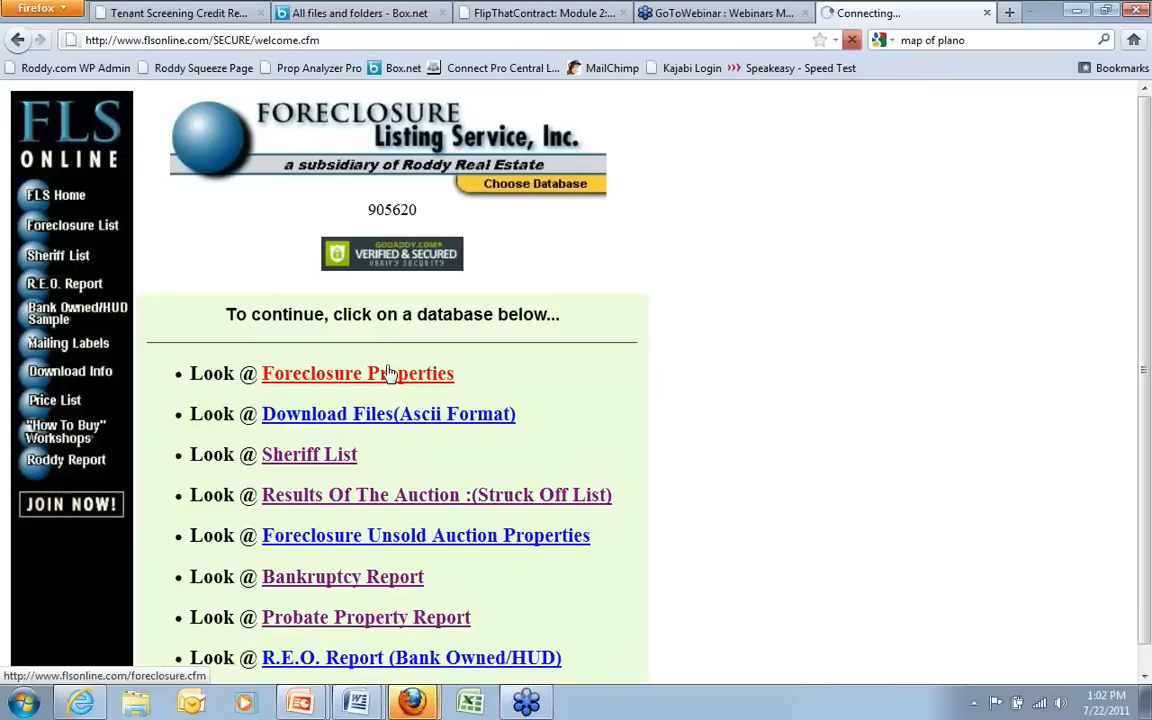 Firefox
Tenant Screening Credit Re...
All files and folders - Box.net
FlipThatContract: Module 2:...
GoToWebinar : Webinars M...
Connecting...
http://www.flsonline.com/SECURE/welcome.cfm
map of plano
Roddy.com WP Admin
Roddy Squeeze Page
Prop Analyzer Pro
Box.net
Connect Pro Central L...
MailChimp
Kajabi Login
Speakeasy - Speed Test
Bookmarks
FLS
ONLINE
FLS Home
Foreclosure List
Sheriff List
R.E.O. Report
Bank Owned/HUD
Sample
Mailing Labels
Download Info
Price List
"How To Buy"
Workshops
Roddy Report
JOIN NOW!
FORECLOSURE
Listing Service, Inc.
a subsidiary of Roddy Real Estate
Choose Database
905620
GODADDY.COM®
VERIFIED & SECURED
VERIFY SECURITY
To continue, click on a database below...
• Look @ Foreclosure Properties
• Look @ Download Files(Ascii Format)
• Look @ Sheriff List
• Look @ Results Of The Auction :(Struck Off List)
• Look @ Foreclosure Unsold Auction Properties
• Look @ Bankruptcy Report
• Look @ Probate Property Report
• Look @ R.E.O. Report (Bank Owned/HUD)
http://www.flsonline.com/foreclosure.cfm
1:02 PM
7/22/2011